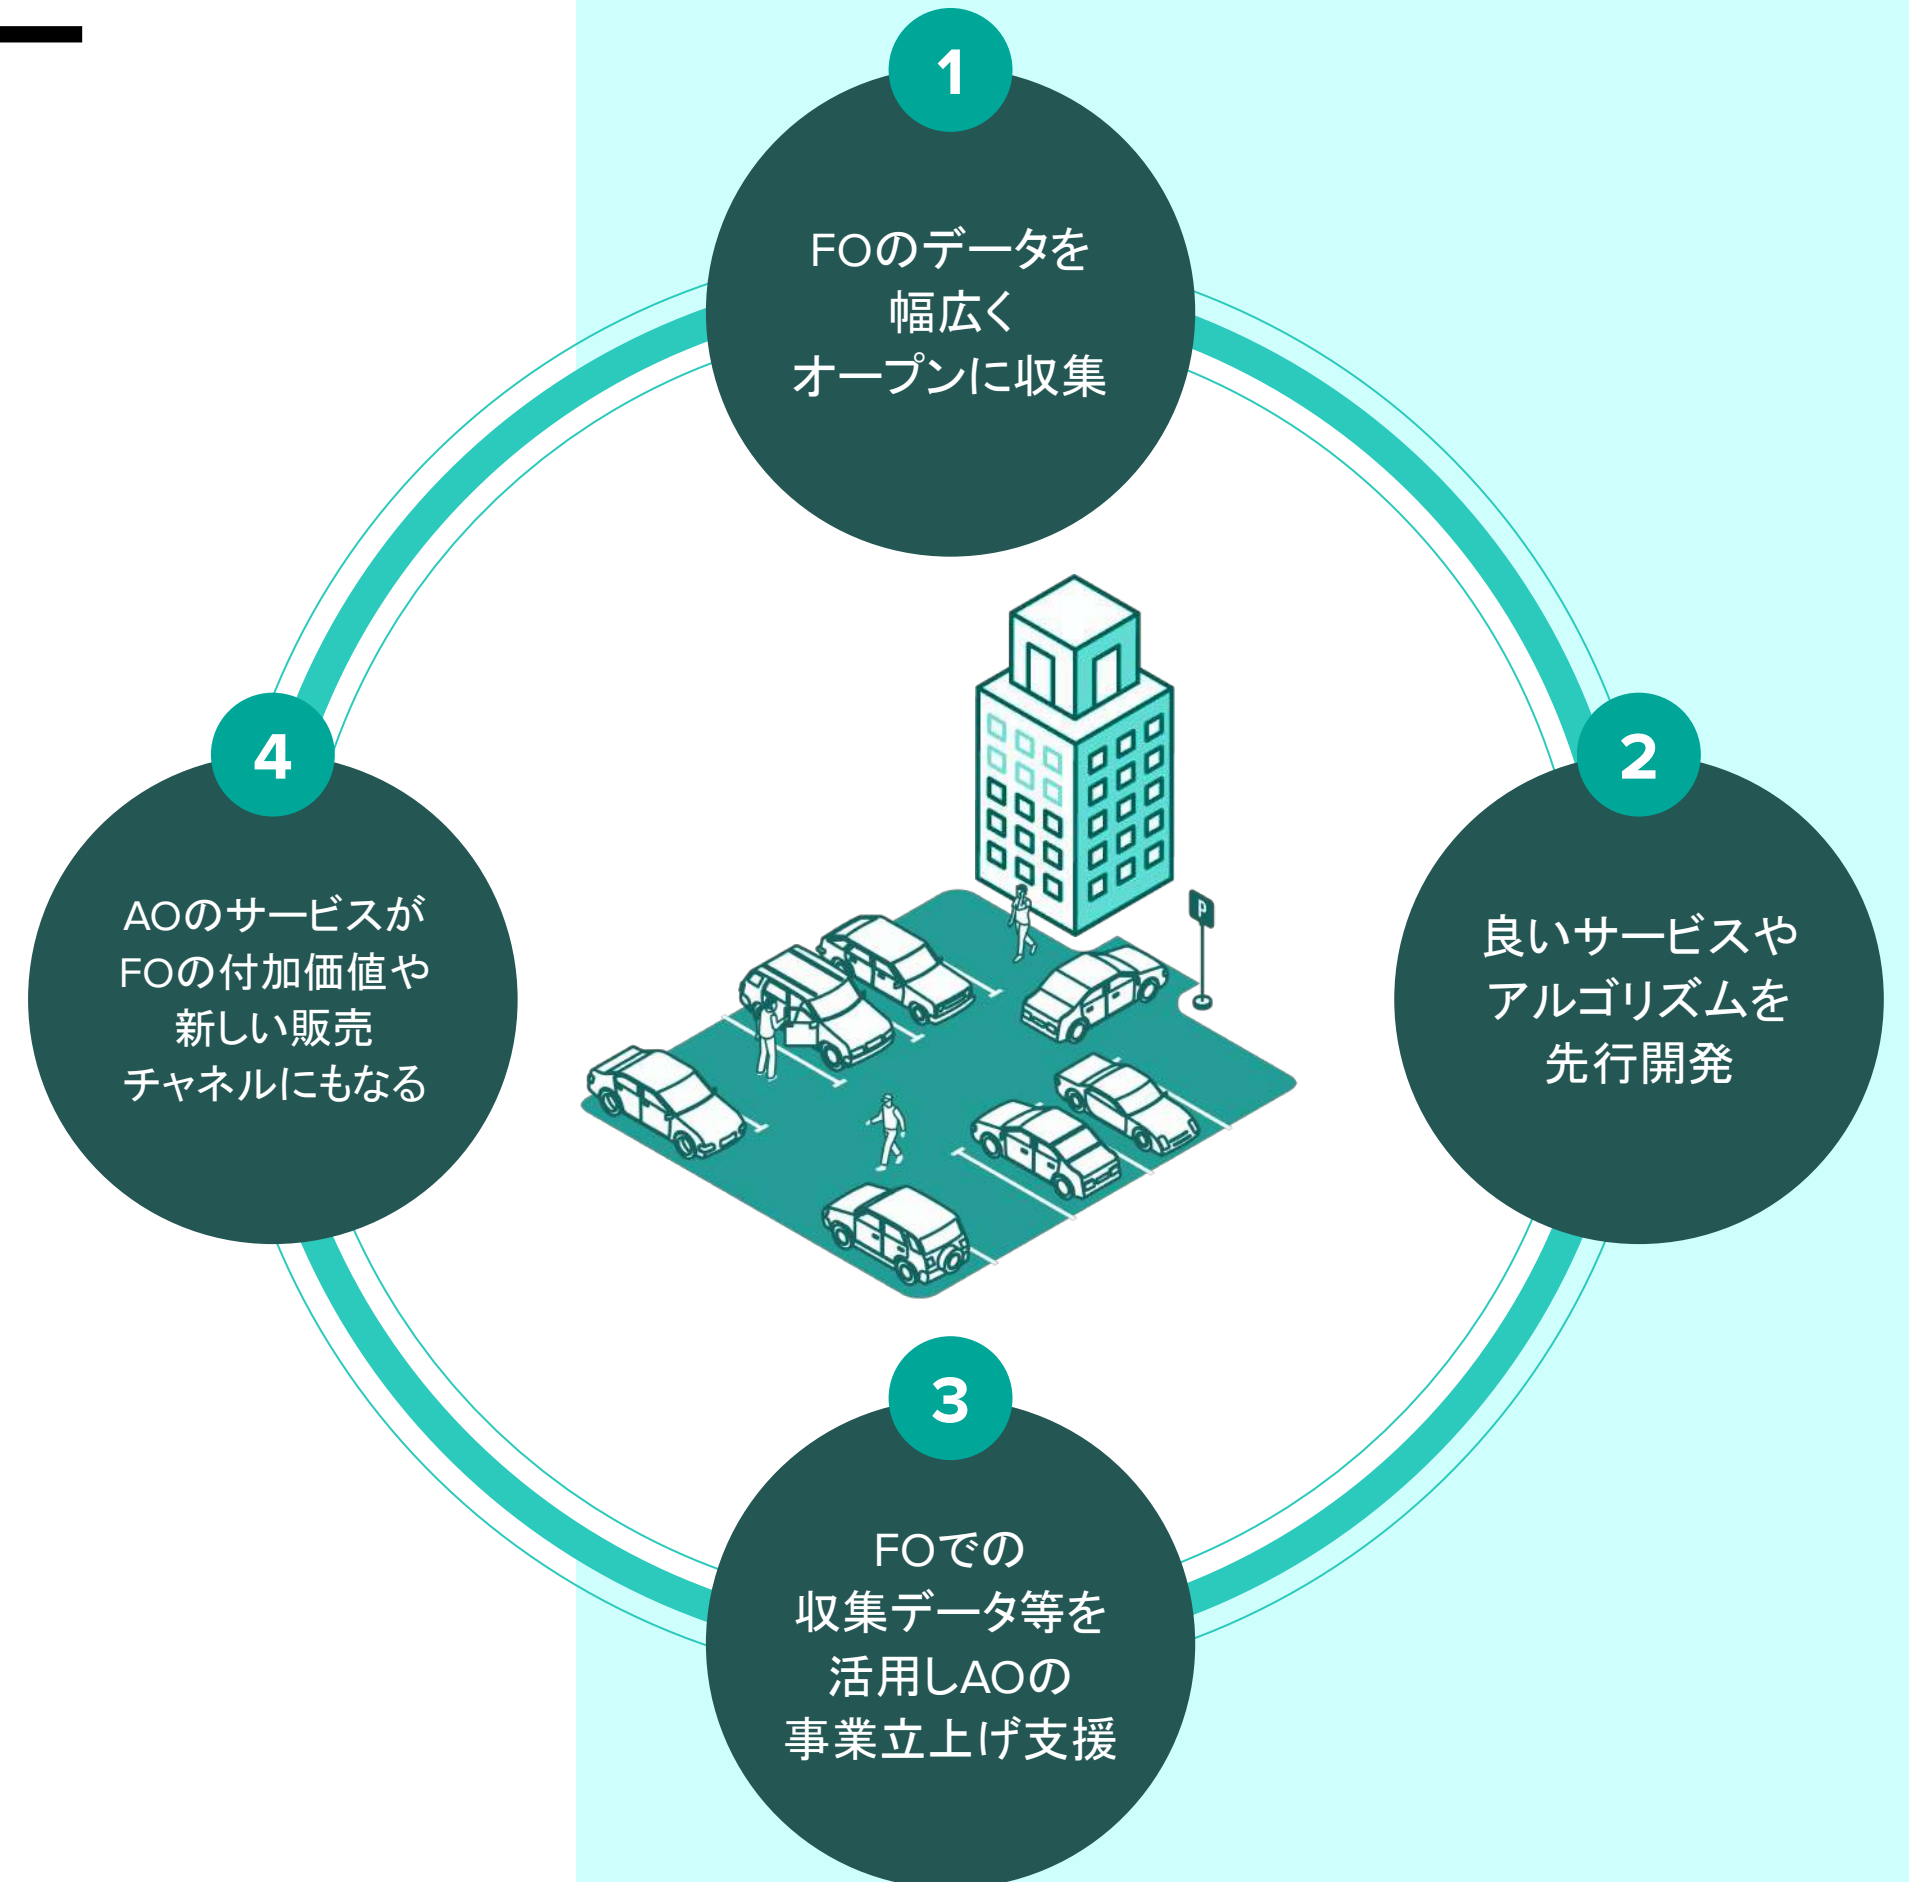 1
FOのデータを
幅広く
オープンに収集
2
良いサービスや
アルゴリズムを
先行開発
3
FOでの
収集データ等を
活用しAOの
事業立上げ支援
4
AOのサービスが
FOの付加価値や
新しい販売
チャネルにもなる
P